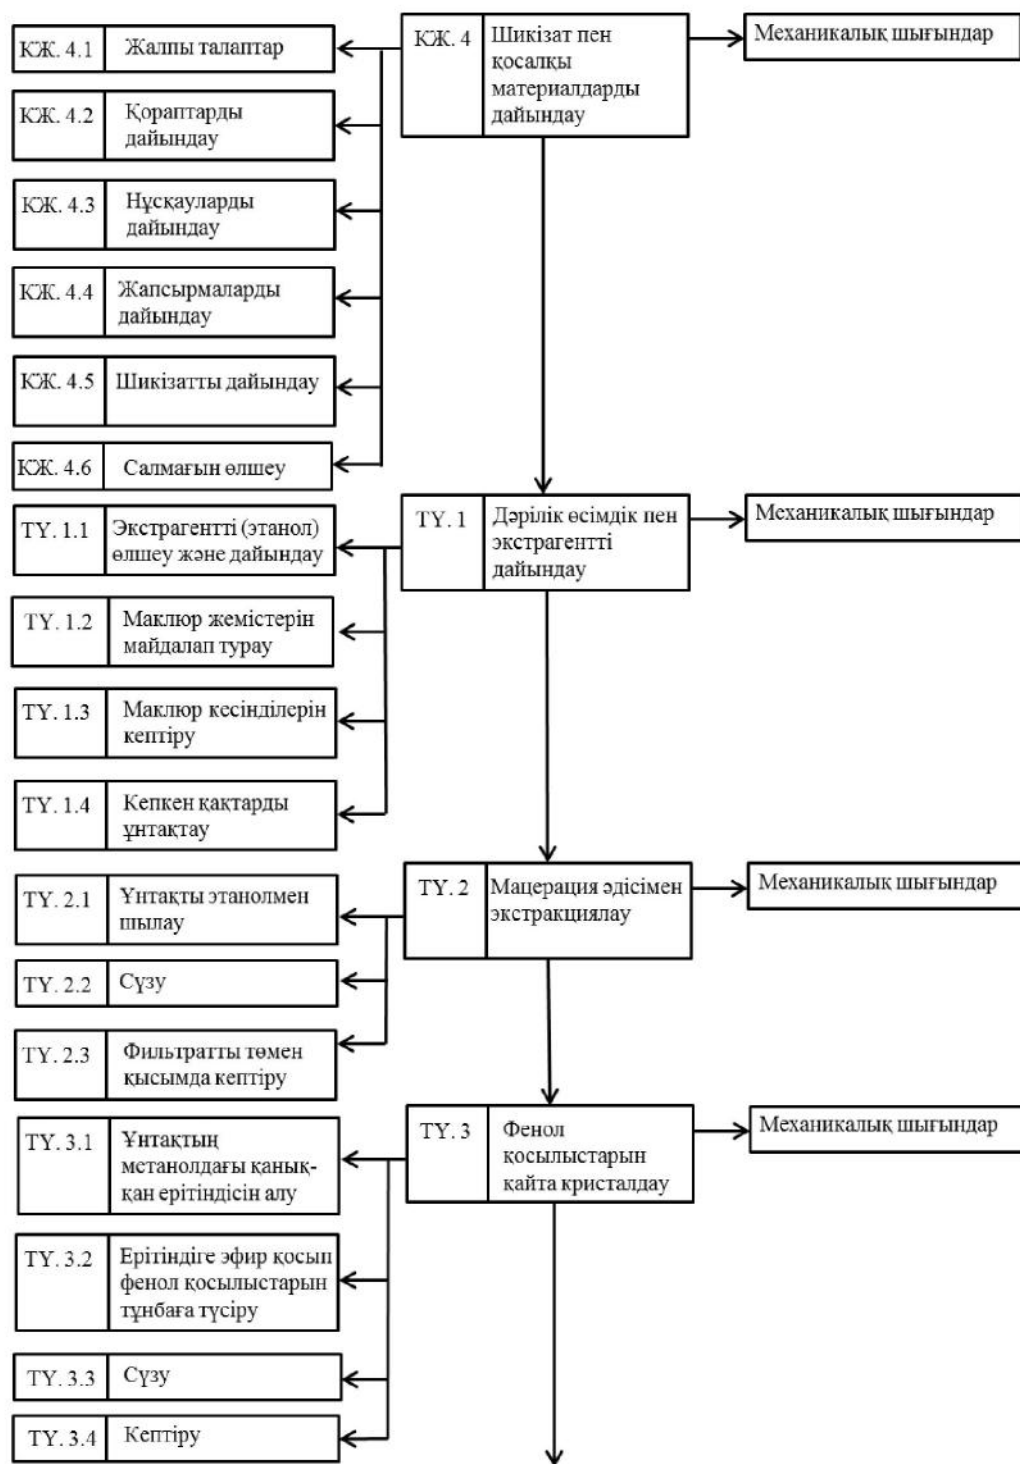 КЖ. 4
Шикізат пен
қосалқы
материалдарды
дайындау
Механикалық шығындар
КЖ. 4.1
Жалпы талаптар
КЖ. 4.2
Қораптарды
дайындау
КЖ. 4.3
Нұсқауларды
дайындау
КЖ. 4.4
Жапсырмаларды
дайындау
КЖ. 4.5
Шикізатты дайындау
КЖ. 4.6
Салмағын өлшеу
ТҮ. 1
Дәрілік өсімдік пен
экстрагентті
дайындау
Механикалық шығындар
ТҮ. 1.1
Экстрагентті (этанол)
өлшеу және дайындау
ТҮ. 1.2
Маклюр жемістерін
майдалап турау
ТҮ. 1.3
Маклюр кесінділерін
кептіру
ТҮ. 1.4
Кепкен қақтарды
ұнтақтау
ТҮ. 2
Мацерация әдісімен
экстракциялау
Механикалық шығындар
ТҮ. 2.1
Ұнтақты этанолмен
шылау
ТҮ. 2.2
Сүзу
ТҮ. 2.3
Фильтратты төмен
қысымда кептіру
ТҮ. 3
Фенол
қосылыстарын
қайта кристалдау
Механикалық шығындар
ТҮ. 3.1
Ұнтақтың
метанолдағы қанық-
қан ерітіндісін алу
ТҮ. 3.2
Ерітіндіге эфир қосып
фенол қосылыстарын
тұнбаға түсіру
ТҮ. 3.3
Сүзу
ТҮ. 3.4
Кептіру